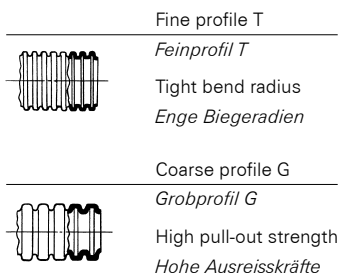 Fine profile T
Feinprofil T
Tight bend radius
Enge Biegeradien
Coarse profile G
Grobprofil G
High pull-out strength
Hohe Ausreisskräfte